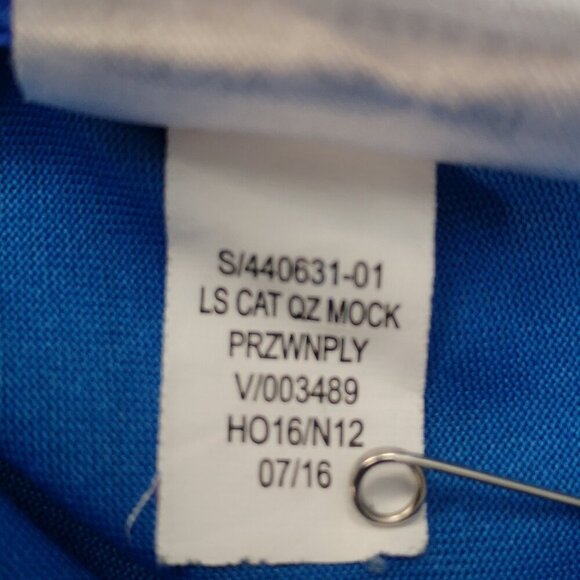 S/440631-01
LS CAT QZ MOCK
PRZWNPLY
V/003489
HO16/N12
07/16